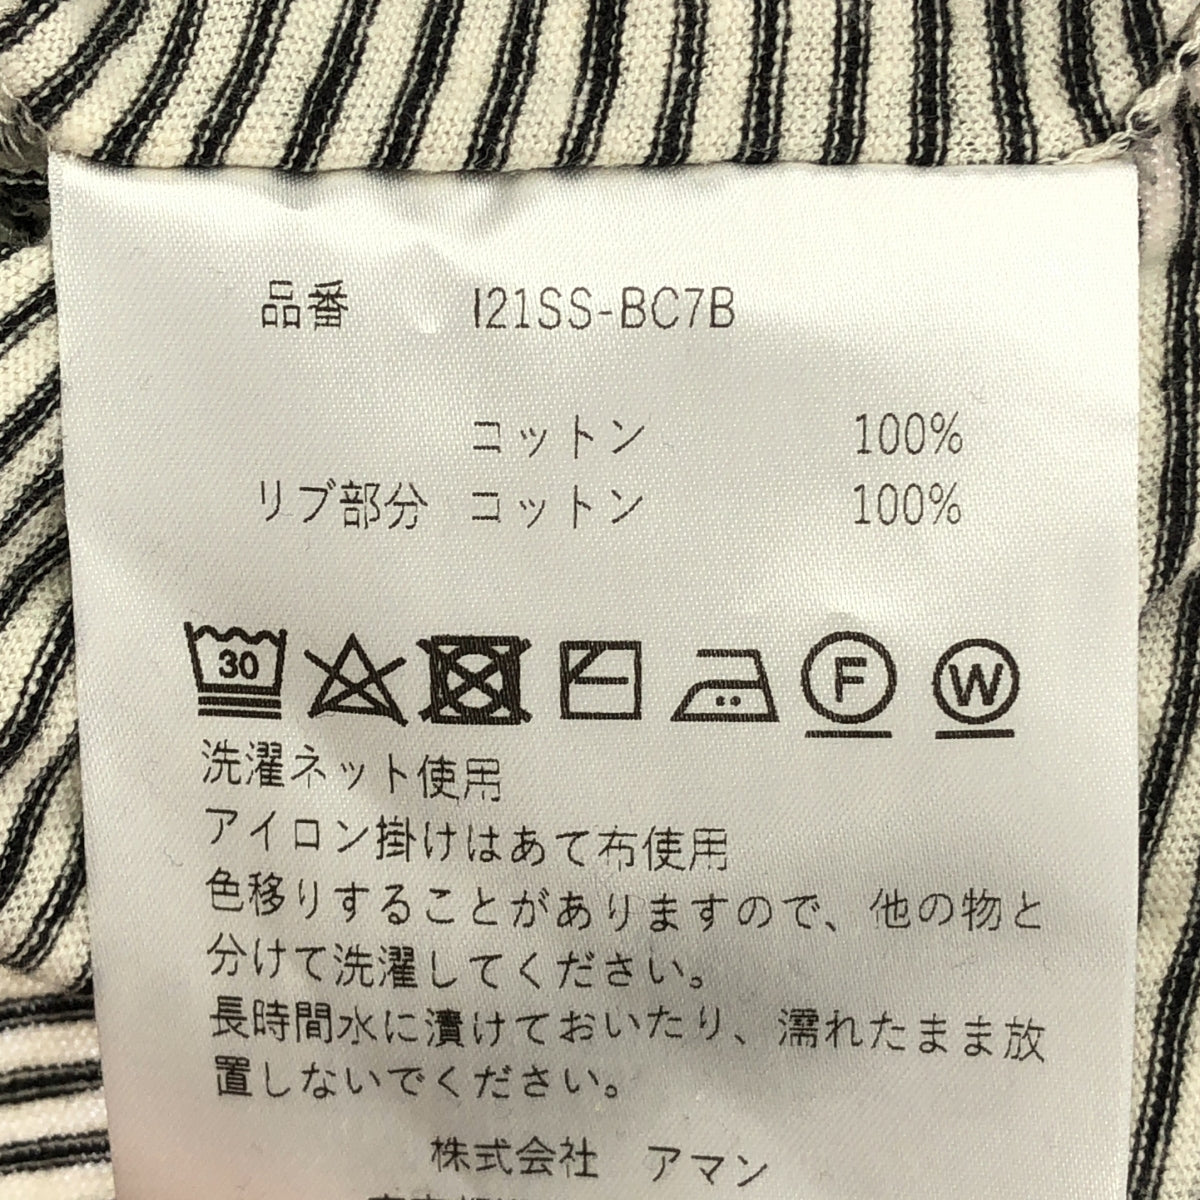 品番 I21SS-BC7B
コットン 100%
リブ部分 コットン 100%
30 F W
洗濯ネット使用
アイロン掛けはあて布使用
色移りすることがありますので、他の物と
分けて洗濯してください。
長時間水に漬けておいたり、濡れたまま放
置しないでください。
株式会社 アマン